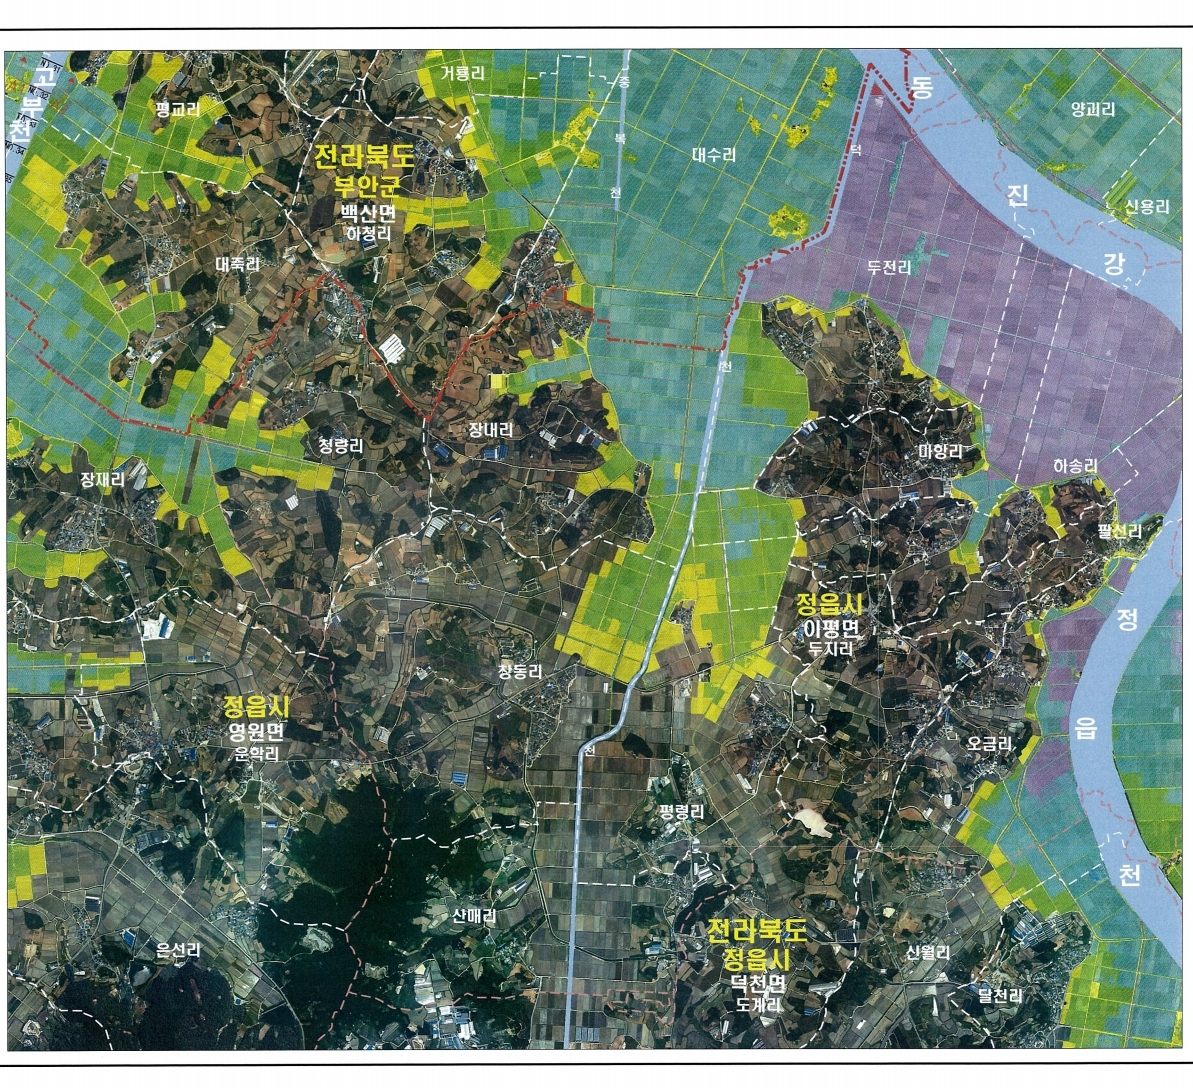 고
부
천
평교리
거룡리
중
복
천
전라북도
부안군
백산면
하청리
대죽리
대수리
덕
동
진
강
양괴리
신용리
두전리
천
청량리
장내리
장재리
마항리
하송리
팔선리
정읍시
이평면
두지리
정
읍
천
창동리
정읍시
영원면
운학리
천
오금리
평령리
산매리
은선리
전라북도
정읍시
덕천면
도계리
신월리
달천리